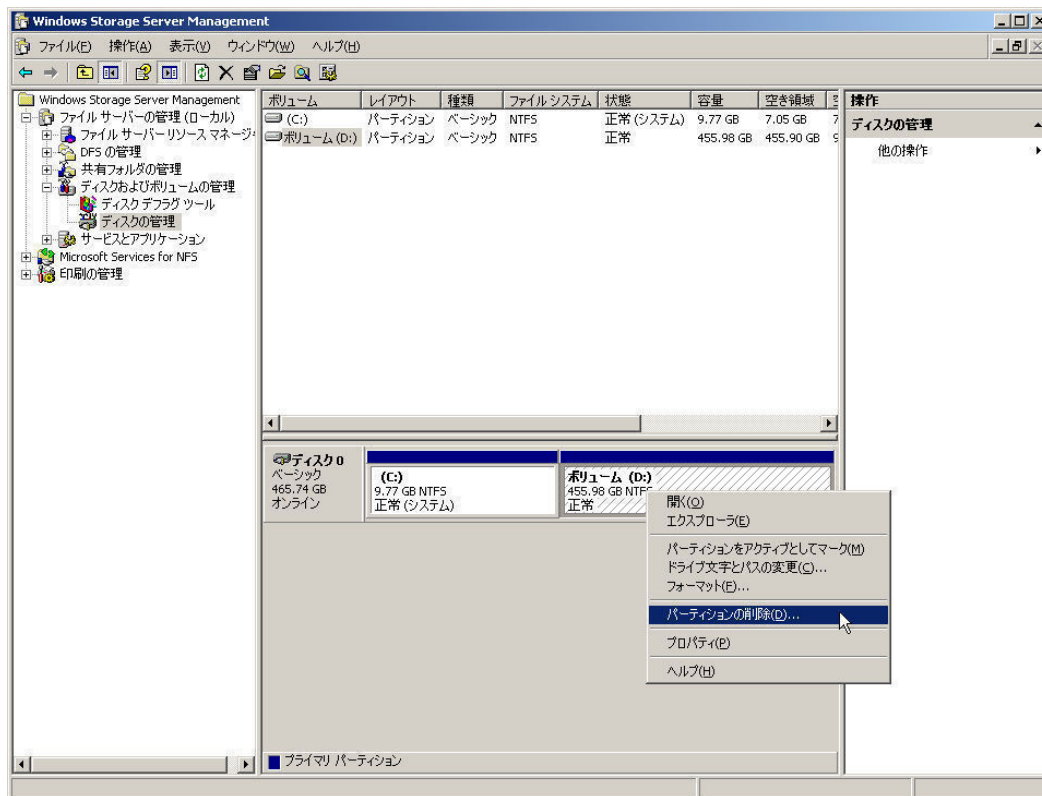 Windows Storage Server Management
ファイル(F) 操作(A) 表示(V) ウィンドウ(W) ヘルプ(H)
Windows Storage Server Management
ファイル サーバーの管理 (ローカル)
ファイル サーバーリソース マネージ
DFS の管理
共有フォルダの管理
ディスクおよびボリュームの管理
ディスク デフラグ ツール
ディスクの管理
サービスとアプリケーション
Microsoft Services for NFS
印刷の管理
ボリューム レイアウト 種類 ファイル システム 状態 容量 空き領域
(C:) パーティション ベーシック NTFS 正常 (システム) 9.77 GB 7.05 GB 7
ボリューム (D:) パーティション ベーシック NTFS 正常 455.98 GB 455.90 GB 9
ディスク 0
ベーシック
465.74 GB
オンライン
(C:)
9.77 GB NTFS
正常 (システム)
ボリューム (D:)
455.98 GB NTFS
正常
開く(O)
エクスプローラ(E)
パーティションをアクティブとしてマーク(M)
ドライブ文字とパスの変更(C)...
フォーマット(F)...
パーティションの削除(D)...
プロパティ(P)
ヘルプ(H)
プライマリ パーティション
操作
ディスクの管理
他の操作